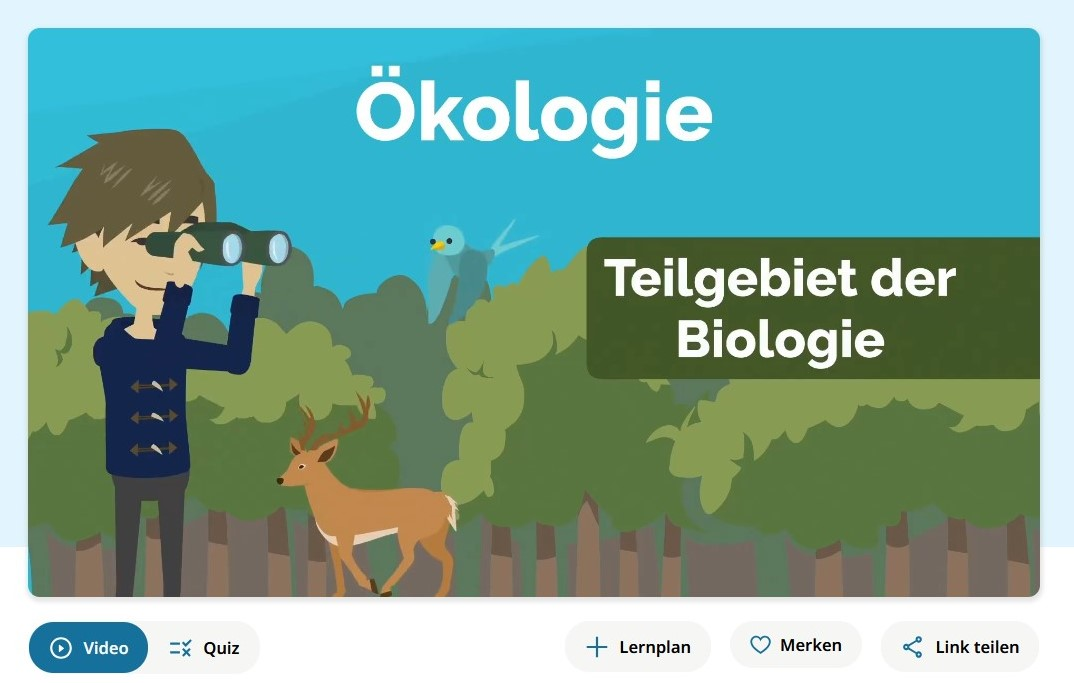 Ökologie
Teilgebiet der
Biologie
Video
Quiz
Lernplan
Merken
Link teilen